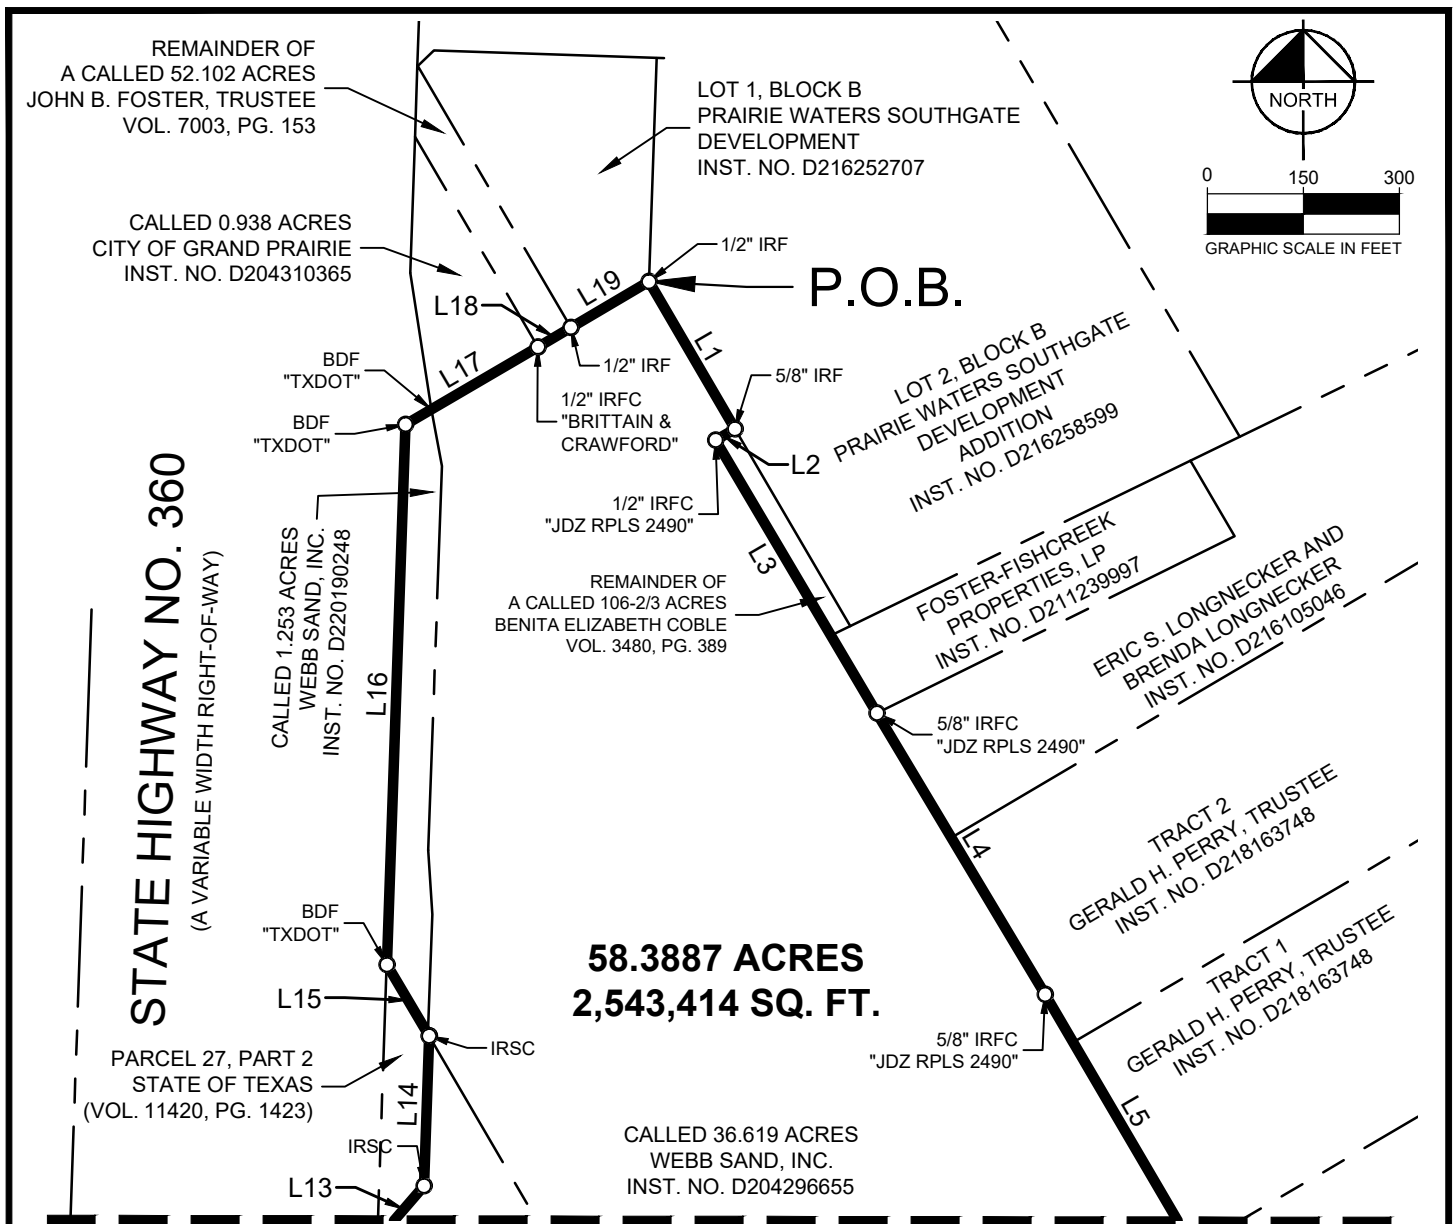 REMAINDER OF
A CALLED 52.102 ACRES
JOHN B. FOSTER, TRUSTEE
VOL. 7003, PG. 153
LOT 1, BLOCK B
PRAIRIE WATERS SOUTHGATE
DEVELOPMENT
INST. NO. D216252707
NORTH
0 150 300
GRAPHIC SCALE IN FEET
CALLED 0.938 ACRES
CITY OF GRAND PRAIRIE
INST. NO. D204310365
1/2" IRF
P.O.B.
L19
L18
L17
1/2" IRF
1/2" IRFC
"BRITTAIN &
CRAWFORD"
BDF
"TXDOT"
BDF
"TXDOT"
L1
5/8" IRF
L2
1/2" IRFC
"JDZ RPLS 2490"
L3
LOT 2, BLOCK B
PRAIRIE WATERS SOUTHGATE
DEVELOPMENT
ADDITION
INST. NO. D216258599
STATE HIGHWAY NO. 360
(A VARIABLE WIDTH RIGHT-OF-WAY)
CALLED 1.253 ACRES
WEBB SAND, INC.
INST. NO. D220190248
L16
REMAINDER OF
A CALLED 106-2/3 ACRES
BENITA ELIZABETH COBLE
VOL. 3480, PG. 389
FOSTER-FISHCREEK
PROPERTIES, LP
INST. NO. D211239997
ERIC S. LONGNECKER AND
BRENDA LONGNECKER
INST. NO. D216105046
5/8" IRFC
"JDZ RPLS 2490"
L4
TRACT 2
GERALD H. PERRY, TRUSTEE
INST. NO. D218163748
TRACT 1
GERALD H. PERRY, TRUSTEE
INST. NO. D218163748
BDF
"TXDOT"
L15
58.3887 ACRES
2,543,414 SQ. FT.
5/8" IRFC
"JDZ RPLS 2490"
IRSC
PARCEL 27, PART 2
STATE OF TEXAS
(VOL. 11420, PG. 1423)
L14
L5
CALLED 36.619 ACRES
WEBB SAND, INC.
INST. NO. D204296655
IRSC
L13